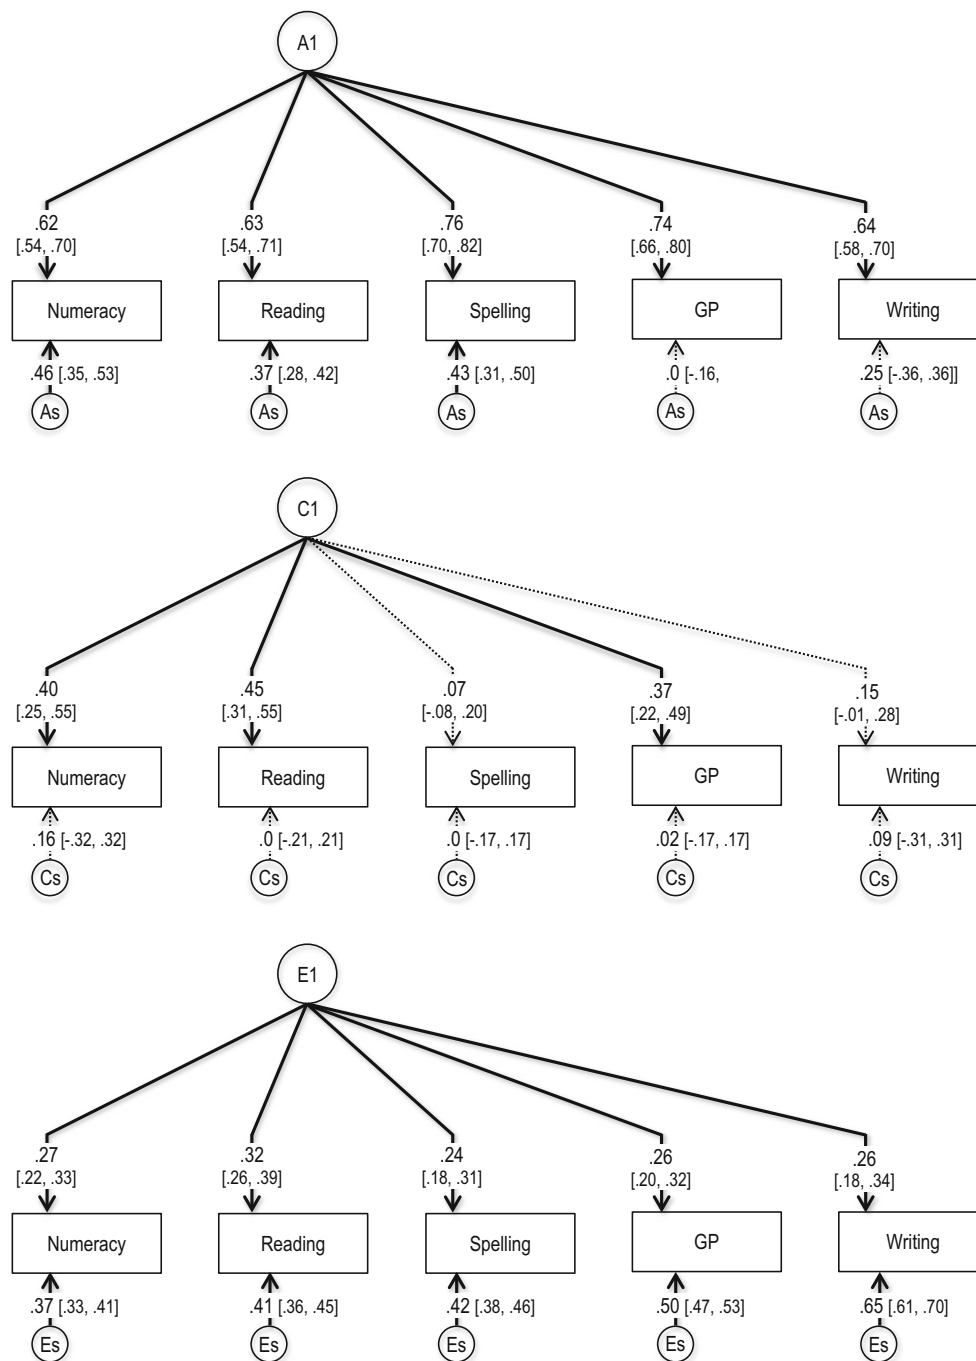 A1
.62 .63 .76 .74 .64
[.54, .70] [.54, .71] [.70, .82] [.66, .80] [.58, .70]
Numeracy Reading Spelling GP Writing
.46 [.35, .53] .37 [.28, .42] .43 [.31, .50] .0 [-.16, .25 [-.36, .36]]
As As As As As
C1
.40 .45 .07 .37 .15
[.25, .55] [.31, .55] [-.08, .20] [.22, .49] [-.01, .28]
Numeracy Reading Spelling GP Writing
.16 [-.32, .32] .0 [-.21, .21] .0 [-.17, .17] .02 [-.17, .17] .09 [-.31, .31]
Cs Cs Cs Cs Cs
E1
.27 .32 .24 .26 .26
[.22, .33] [.26, .39] [.18, .31] [.20, .32] [.18, .34]
Numeracy Reading Spelling GP Writing
.37 [.33, .41] .41 [.36, .45] .42 [.38, .46] .50 [.47, .53] .65 [.61, .70]
Es Es Es Es Es